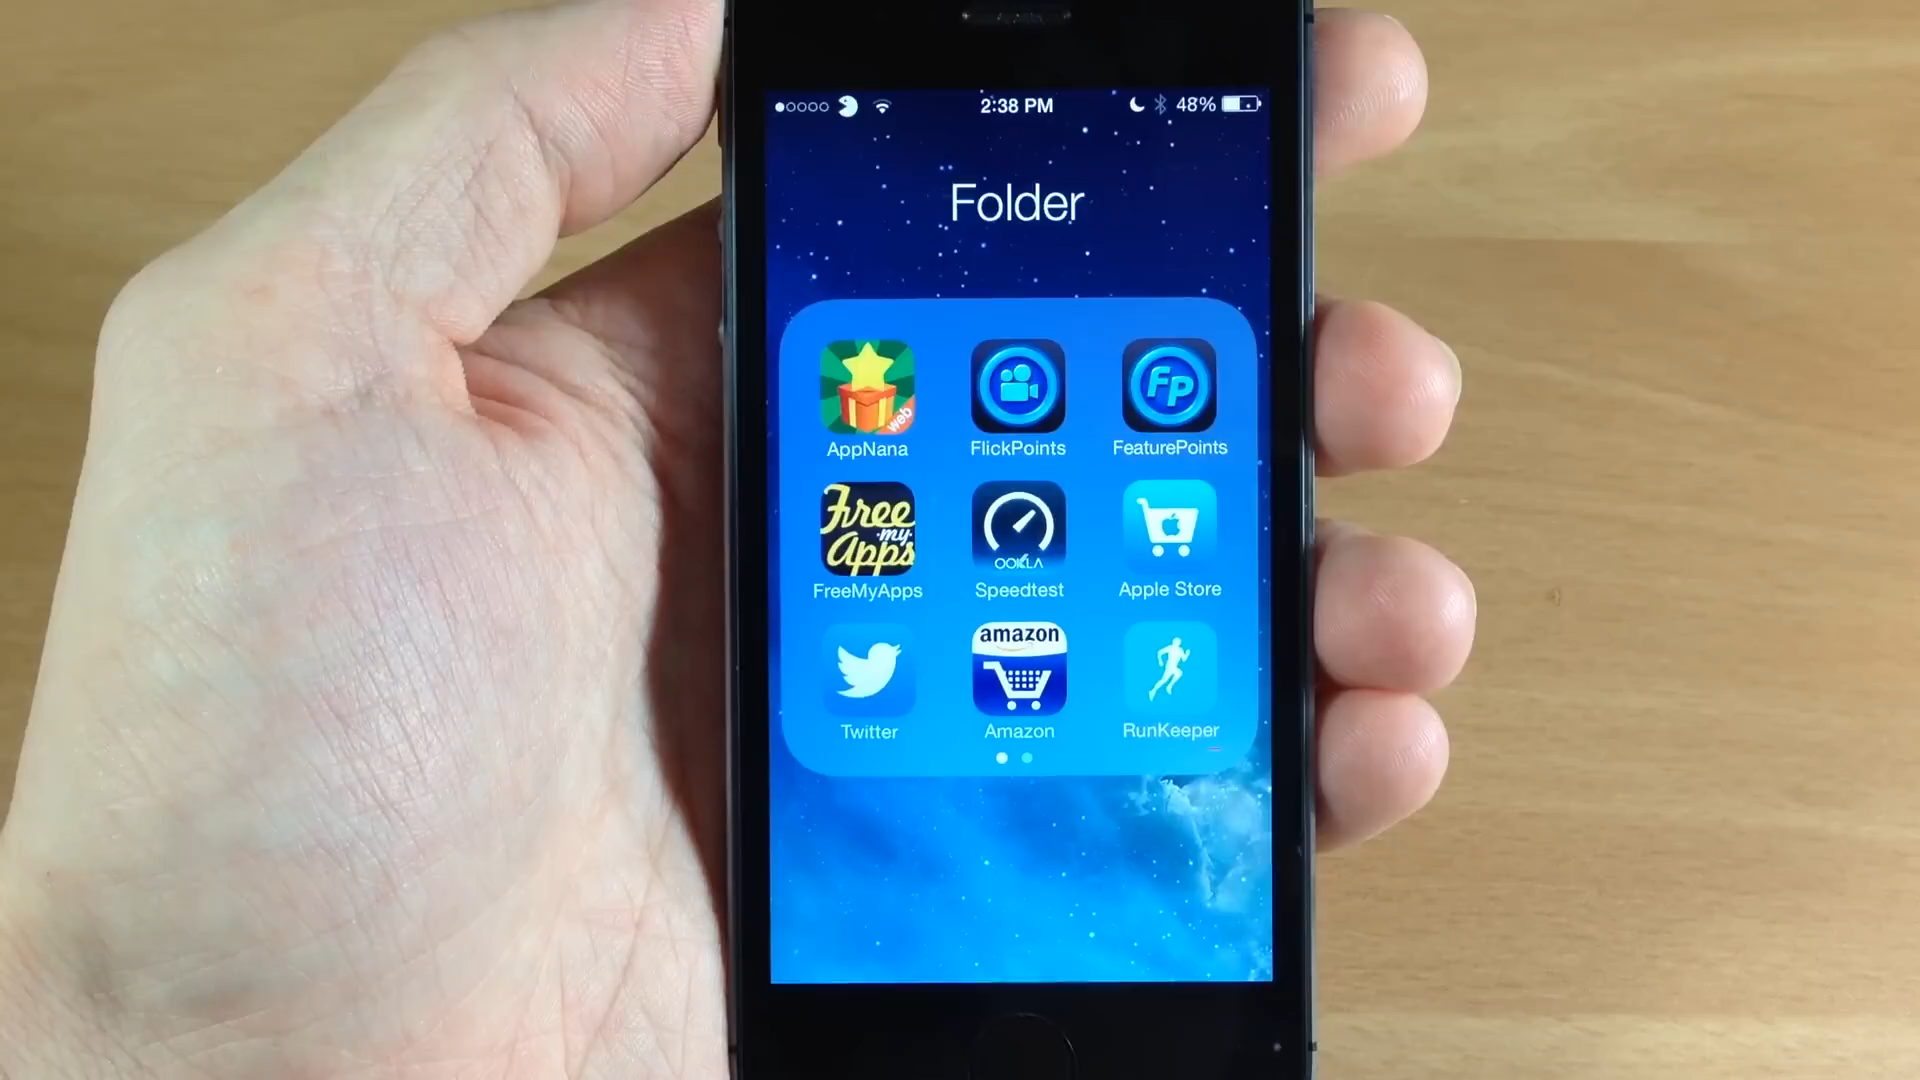 2:38 PM 48%
Folder
web
Fp
AppNana FlickPoints FeaturePoints
Free
my
Apps
OOKLA
FreeMyApps Speedtest Apple Store
amazon
Twitter Amazon RunKeeper